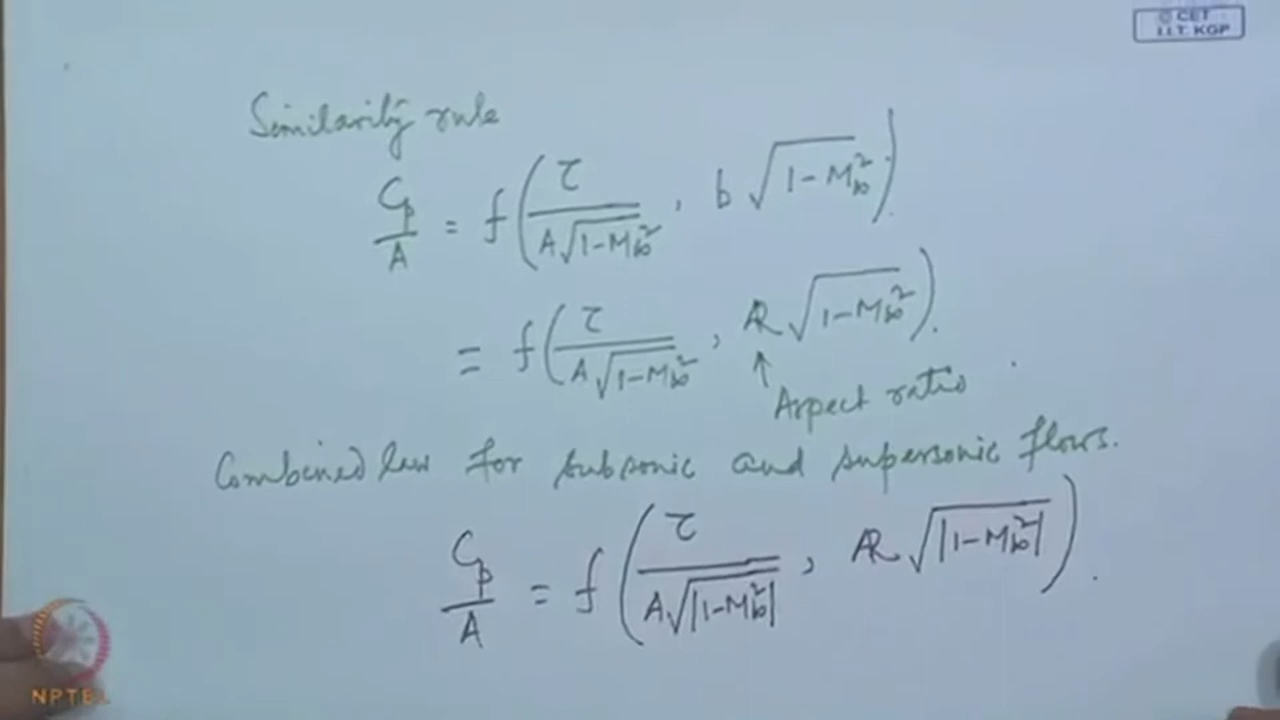 © CET
I.I.T. KGP
Similarity rule
Cp/A = f(τ/(A√(1-M∞²)), b√(1-M∞²)).
= f(τ/(A√(1-M∞²)), AR√(1-M∞²)).
↑
Aspect ratio
Combined law for subsonic and supersonic flows.
Cp/A = f(τ/(A√|1-M∞²|), AR√|1-M∞²|).
NPTEL